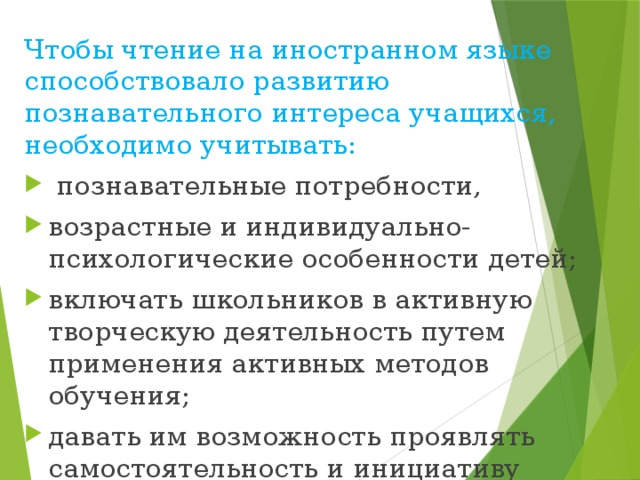 Чтобы чтение на иностранном языке
способствовало развитию
познавательного интереса учащихся,
необходимо учитывать:
познавательные потребности,
возрастные и индивидуально-
психологические особенности детей;
включать школьников в активную
творческую деятельность путем
применения активных методов
обучения;
давать им возможность проявлять
самостоятельность и инициативу